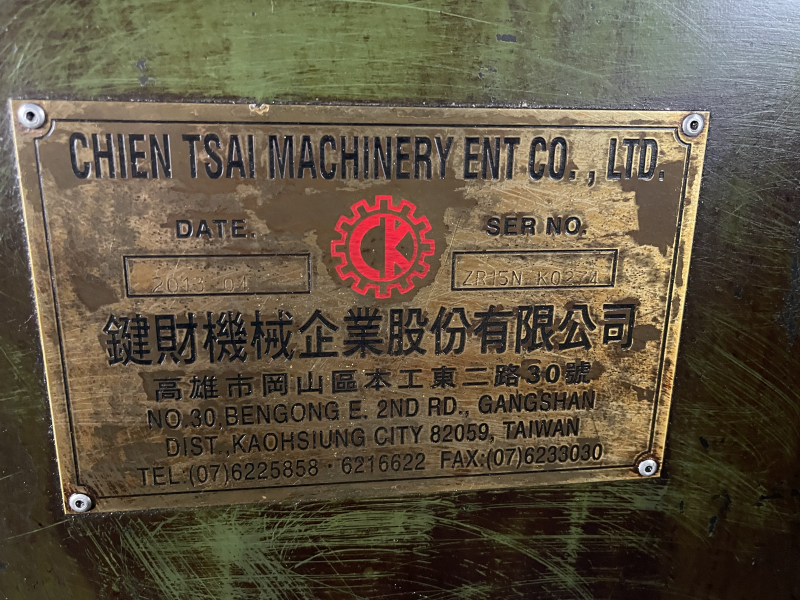 CHIEN TSAI MACHINERY ENT CO., LTD.
DATE. SER NO.
2013 04 ZR15N K0274
CK
鍵財機械企業股份有限公司
高雄市岡山區本工東二路30號
NO.30,BENGONG E. 2ND RD., GANGSHAN
DIST.,KAOHSIUNG CITY 82059, TAIWAN
TEL:(07)6225858・6216622 FAX:(07)6233030